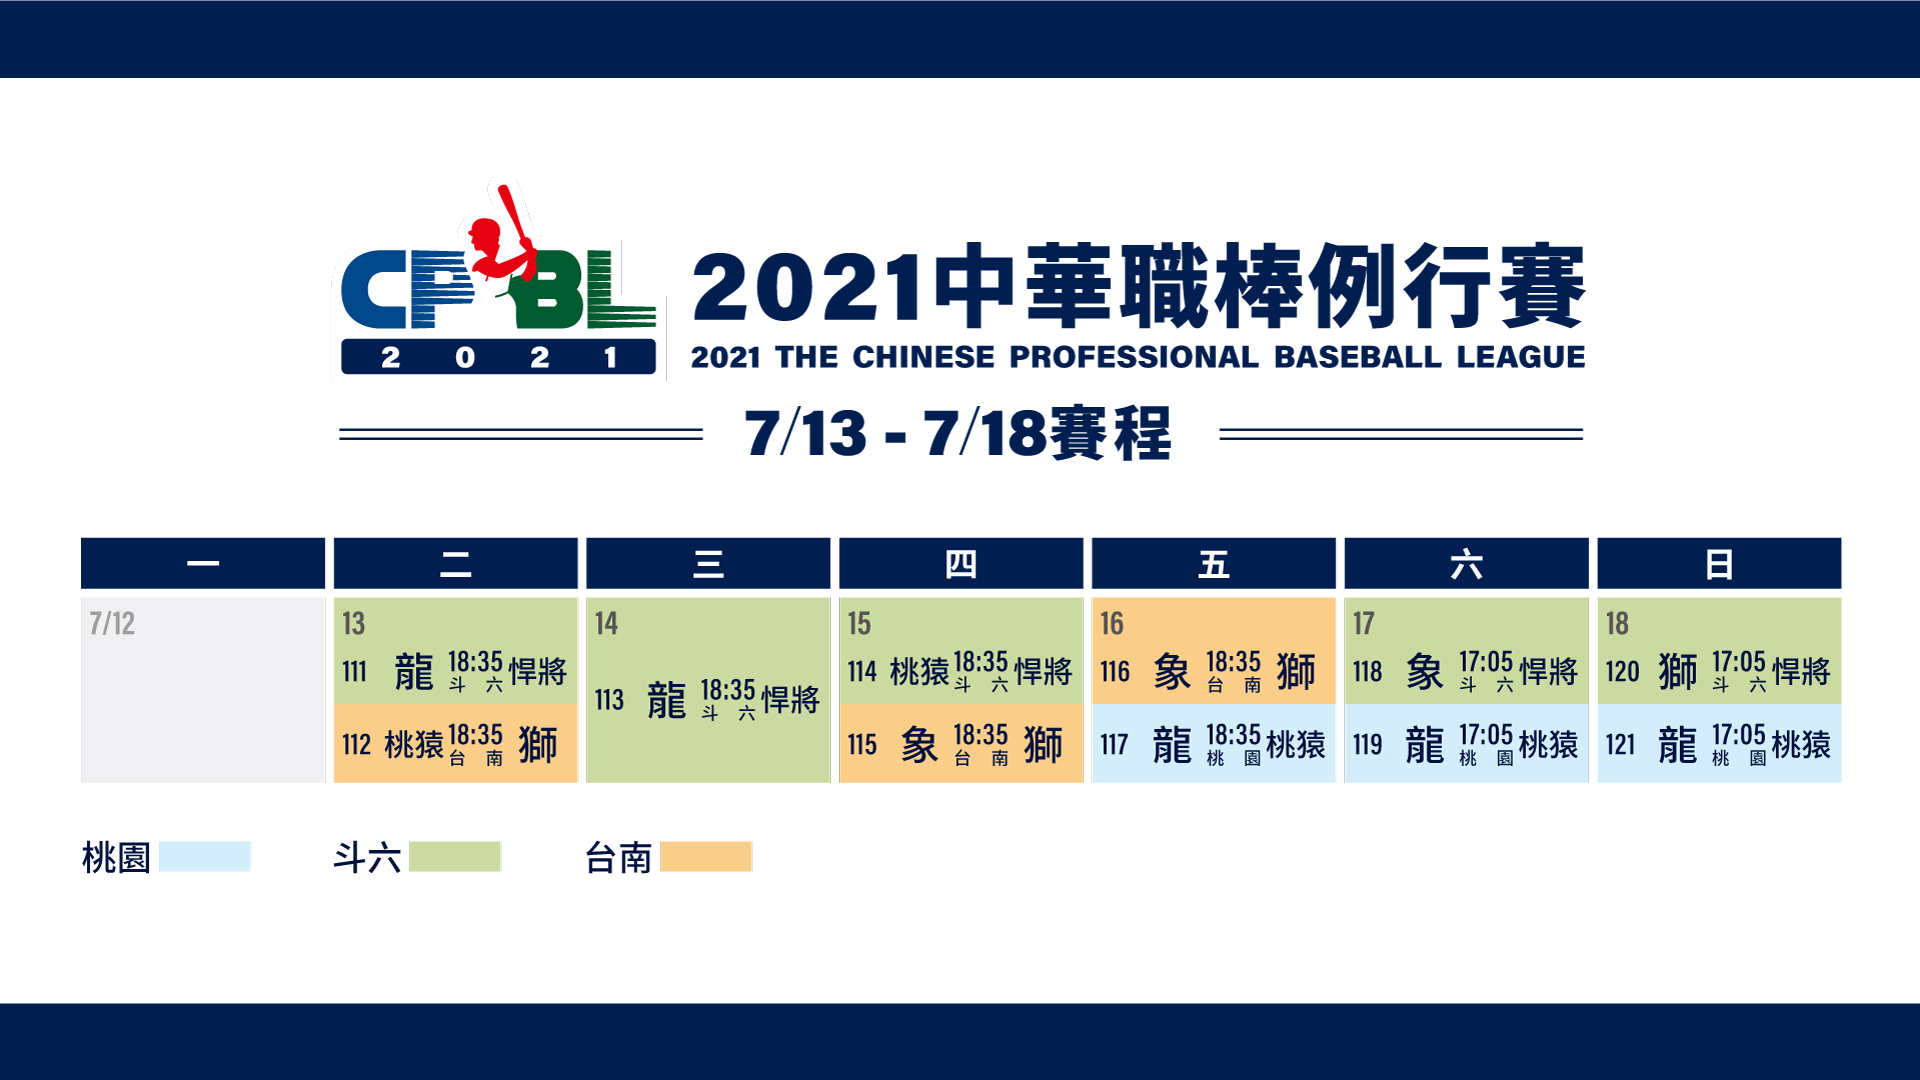 CPBL
2 0 2 1
2021中華職棒例行賽
2021 THE CHINESE PROFESSIONAL BASEBALL LEAGUE
7/13 - 7/18賽程
一 二 三 四 五 六 日
7/12
13
111 龍 18:35 斗六 悍將
112 桃猿 18:35 台南 獅
14
113 龍 18:35 斗六 悍將
15
114 桃猿 18:35 斗六 悍將
115 象 18:35 台南 獅
16
116 象 18:35 台南 獅
117 龍 18:35 桃園 桃猿
17
118 象 17:05 斗六 悍將
119 龍 17:05 桃園 桃猿
18
120 獅 17:05 斗六 悍將
121 龍 17:05 桃園 桃猿
桃園 斗六 台南